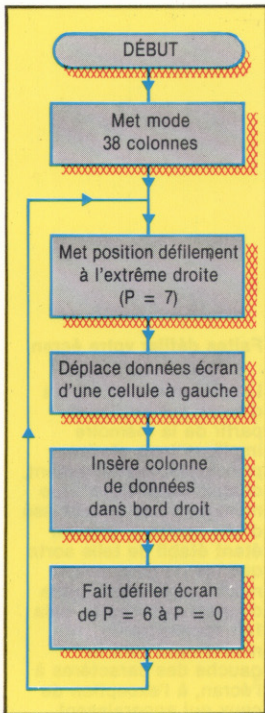 DÉBUT
Met mode
38 colonnes
Met position défilement
à l'extrême droite
(P = 7)
Déplace données écran
d'une cellule à gauche
Insère colonne
de données
dans bord droit
Fait défiler écran
de P = 6 à P = 0